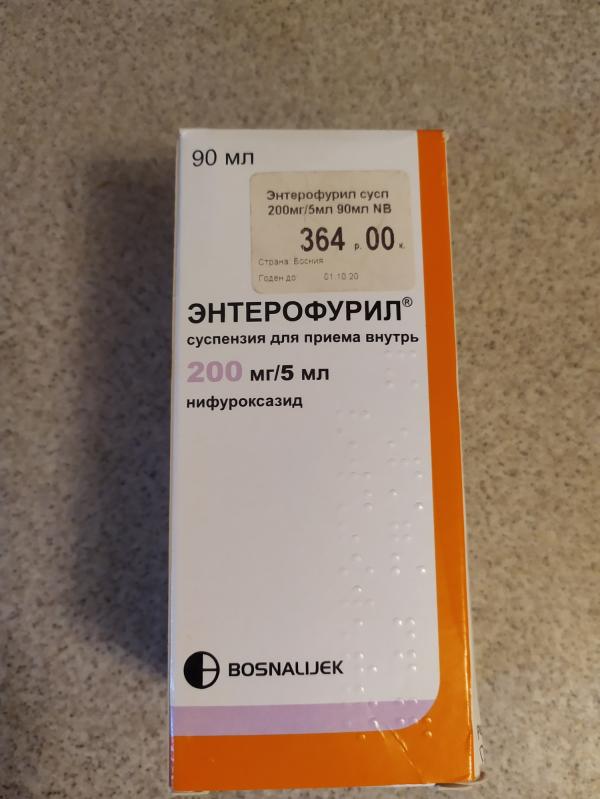 90 мл
Энтерофурил сусп
200мг/5мл 90мл NB
364 р. 00 к.
Страна: Босния
Годен до: 01.10.20
ЭНТЕРОФУРИЛ®
суспензия для приема внутрь
200 мг/5 мл
нифуроксазид
BOSNALIJEK